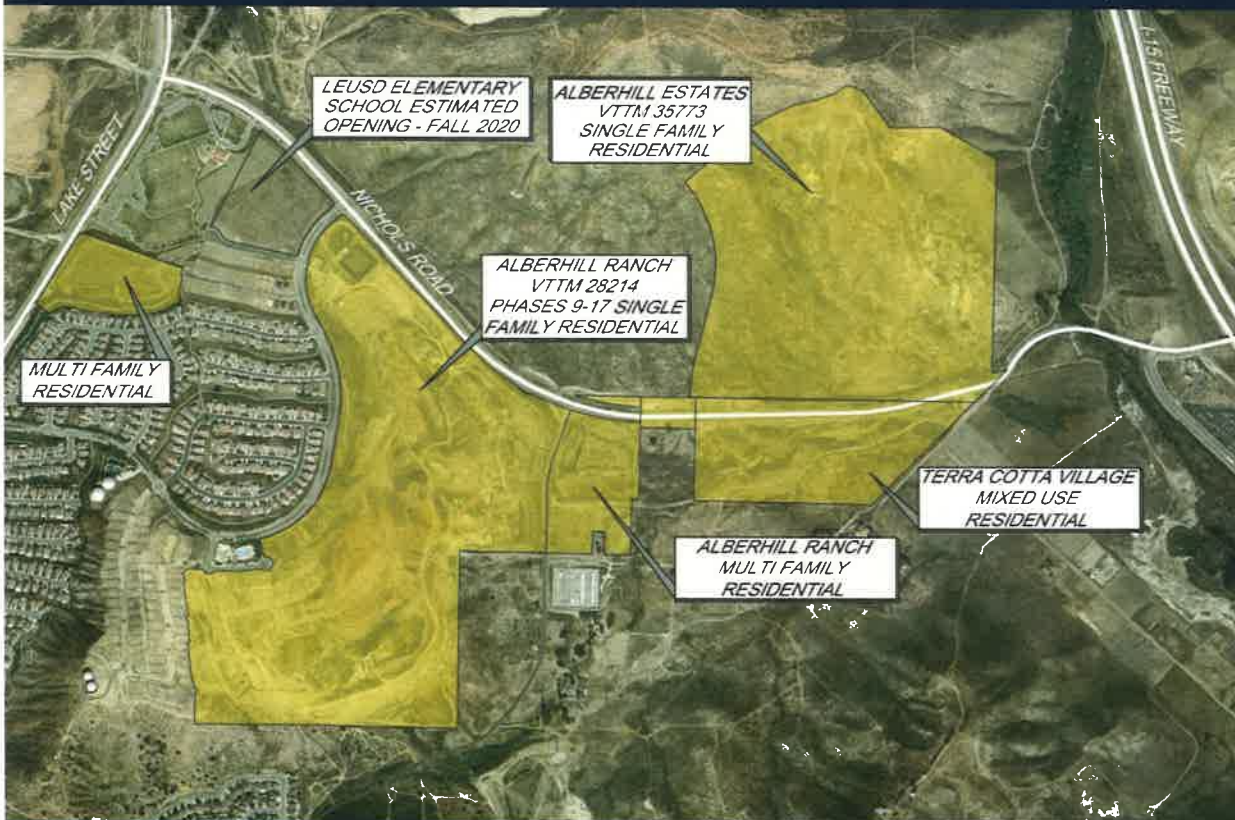 LEUSD ELEMENTARY
SCHOOL ESTIMATED
OPENING - FALL 2020
ALBERHILL ESTATES
VTTM 35773
SINGLE FAMILY
RESIDENTIAL
I-15 FREEWAY
LAKE STREET
NICHOLS ROAD
ALBERHILL RANCH
VTTM 28214
PHASES 9-17 SINGLE
FAMILY RESIDENTIAL
MULTI FAMILY
RESIDENTIAL
TERRA COTTA VILLAGE
MIXED USE
RESIDENTIAL
ALBERHILL RANCH
MULTI FAMILY
RESIDENTIAL